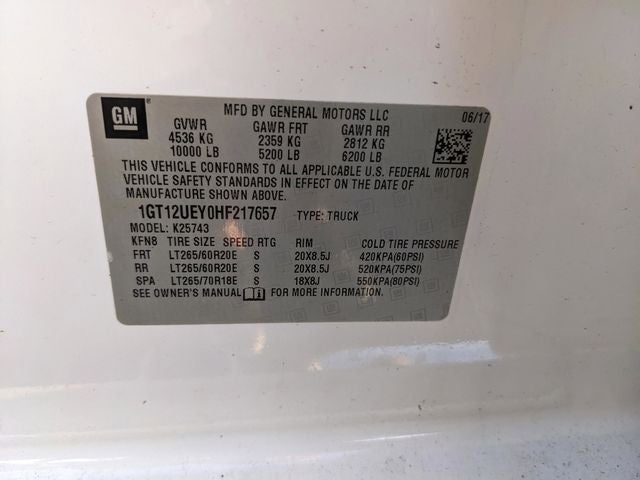 GM
MFD BY GENERAL MOTORS LLC 06/17
GVWR GAWR FRT GAWR RR
4536 KG 2359 KG 2812 KG
10000 LB 5200 LB 6200 LB
THIS VEHICLE CONFORMS TO ALL APPLICABLE U.S. FEDERAL MOTOR
VEHICLE SAFETY STANDARDS IN EFFECT ON THE DATE OF
MANUFACTURE SHOWN ABOVE.
1GT12UEY0HF217657 TYPE: TRUCK
MODEL: K25743
KFN8 TIRE SIZE SPEED RTG RIM COLD TIRE PRESSURE
FRT LT265/60R20E S 20X8.5J 420KPA(60PSI)
RR LT265/60R20E S 20X8.5J 520KPA(75PSI)
SPA LT265/70R18E S 18X8J 550KPA(80PSI)
SEE OWNER'S MANUAL FOR MORE INFORMATION.